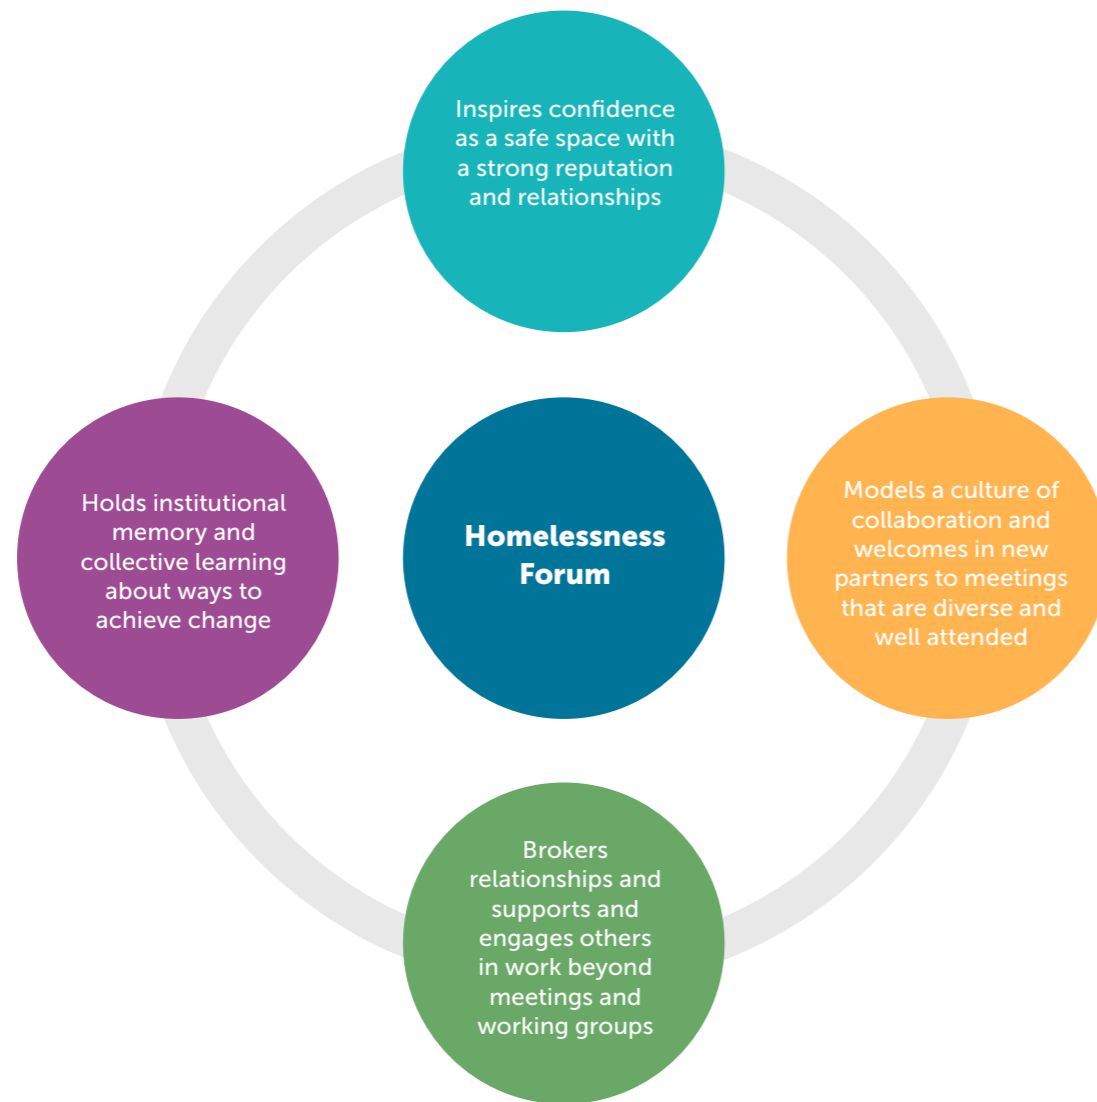 Inspires confidence
as a safe space with
a strong reputation
and relationships
Holds institutional
memory and
collective learning
about ways to
achieve change
Homelessness
Forum
Models a culture of
collaboration and
welcomes in new
partners to meetings
that are diverse and
well attended
Brokers
relationships and
supports and
engages others
in work beyond
meetings and
working groups